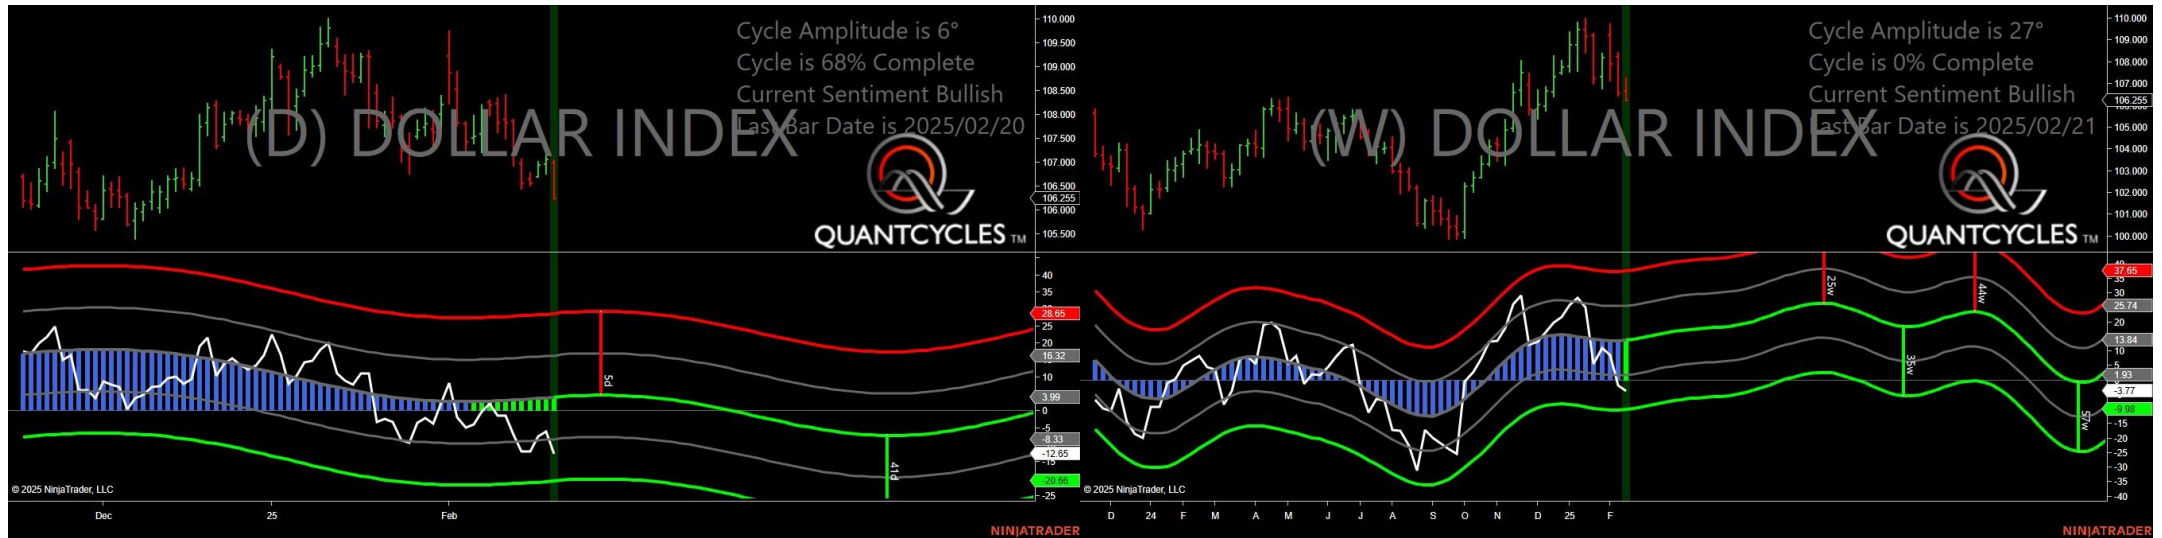 Cycle Amplitude is 6°
Cycle is 68% Complete
Current Sentiment Bullish
Last Bar Date is 2025/02/20
(D) DOLLAR INDEX
QUANTCYCLES TM
110.000
109.500
109.000
108.500
108.000
107.500
107.000
106.500
106.255
106.000
105.500
40
35
28.65
25
20
16.32
10
3.99
0
-5
-8.33
-12.65
-15
-20.66
-25
5d
41d
© 2025 NinjaTrader, LLC
Dec
25
Feb
NINJATRADER
Cycle Amplitude is 27°
Cycle is 0% Complete
Current Sentiment Bullish
Last Bar Date is 2025/02/21
(W) DOLLAR INDEX
QUANTCYCLES TM
110.000
109.000
108.000
107.000
106.255
105.000
104.000
103.000
102.000
101.000
100.000
37.65
35
30
25.74
20
13.84
10
5
1.93
-3.77
-9.98
-15
-20
-25
-30
-35
-40
25w
35w
44w
57w
© 2025 NinjaTrader, LLC
D
24
F
M
A
M
J
J
A
S
O
N
D
25
F
NINJATRADER